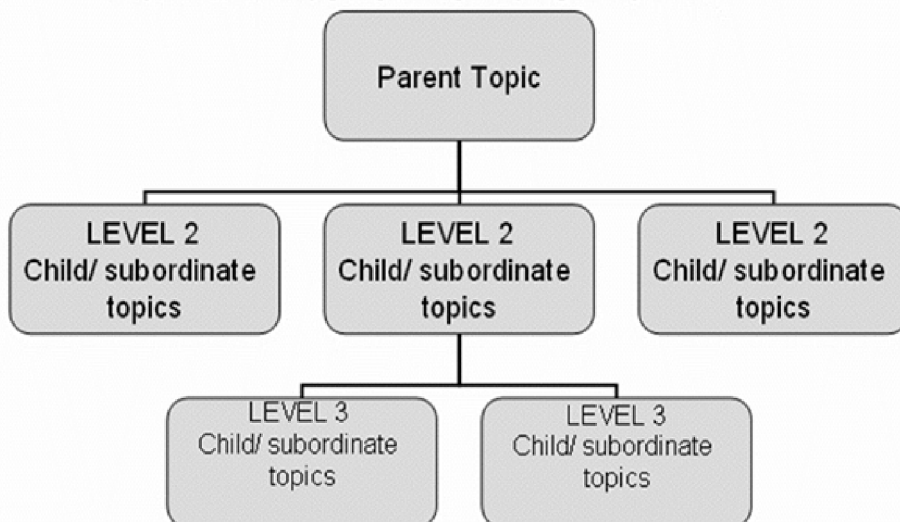 Parent Topic
LEVEL 2
Child/ subordinate
topics
LEVEL 2
Child/ subordinate
topics
LEVEL 2
Child/ subordinate
topics
LEVEL 3
Child/ subordinate
topics
LEVEL 3
Child/ subordinate
topics